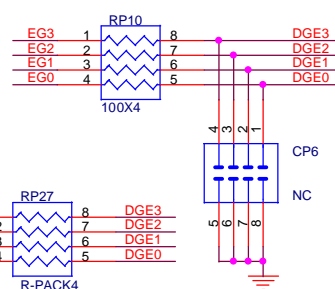 RP10
EG3 1 8 DGE3
EG2 2 7 DGE2
EG1 3 6 DGE1
EG0 4 5 DGE0
100X4
4 3 2 1
CP6
NC
5 6 7 8
RP27
8 DGE3
7 DGE2
6 DGE1
5 DGE0
R-PACK4